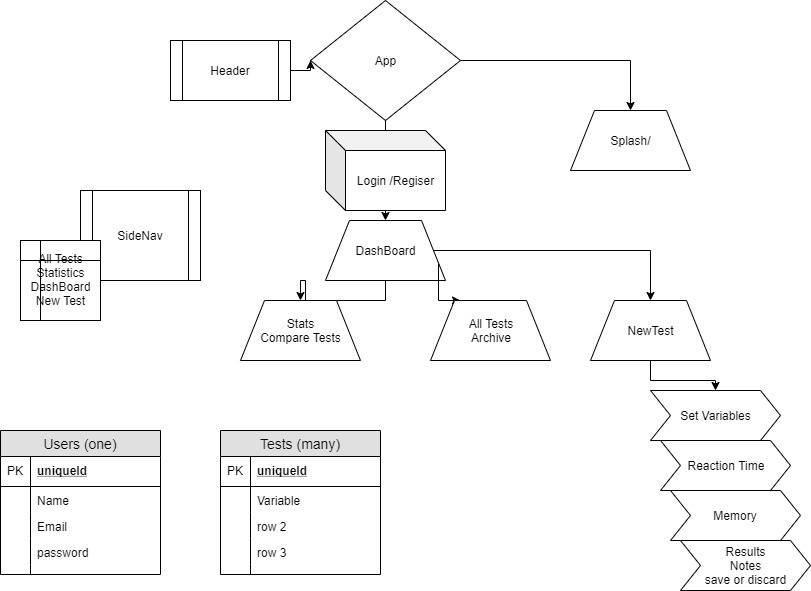 Header
App
Splash/
Login /Regiser
SideNav
All Tests
Statistics
DashBoard
New Test
DashBoard
Stats
Compare Tests
All Tests
Archive
NewTest
Set Variables
Reaction Time
Memory
Results
Notes
save or discard
Users (one)
PK uniqueId
Name
Email
password
Tests (many)
PK uniqueId
Variable
row 2
row 3